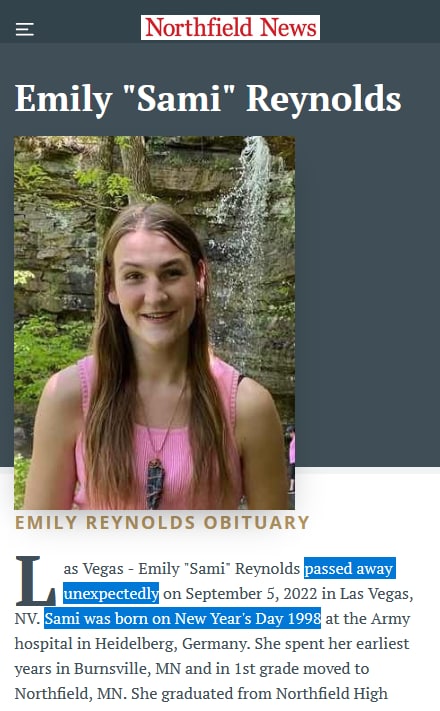 Northfield News
Emily "Sami" Reynolds
EMILY REYNOLDS OBITUARY
Las Vegas - Emily "Sami" Reynolds passed away
unexpectedly on September 5, 2022 in Las Vegas,
NV. Sami was born on New Year's Day 1998 at the Army
hospital in Heidelberg, Germany. She spent her earliest
years in Burnsville, MN and in 1st grade moved to
Northfield, MN. She graduated from Northfield High